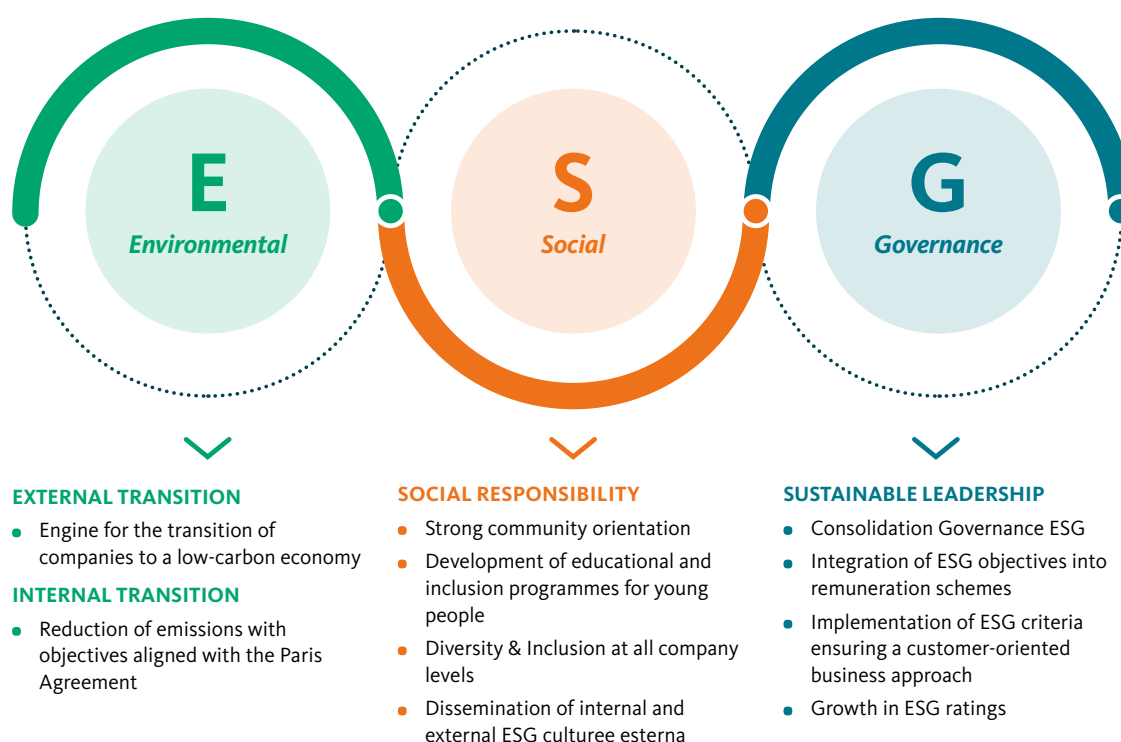 E
Environmental
S
Social
G
Governance
EXTERNAL TRANSITION
Engine for the transition of
companies to a low-carbon economy
INTERNAL TRANSITION
Reduction of emissions with
objectives aligned with the Paris
Agreement
SOCIAL RESPONSIBILITY
Strong community orientation
Development of educational and
inclusion programmes for young
people
Diversity & Inclusion at all company
levels
Dissemination of internal and
external ESG culturee esterna
SUSTAINABLE LEADERSHIP
Consolidation Governance ESG
Integration of ESG objectives into
remuneration schemes
Implementation of ESG criteria
ensuring a customer-oriented
business approach
Growth in ESG ratings